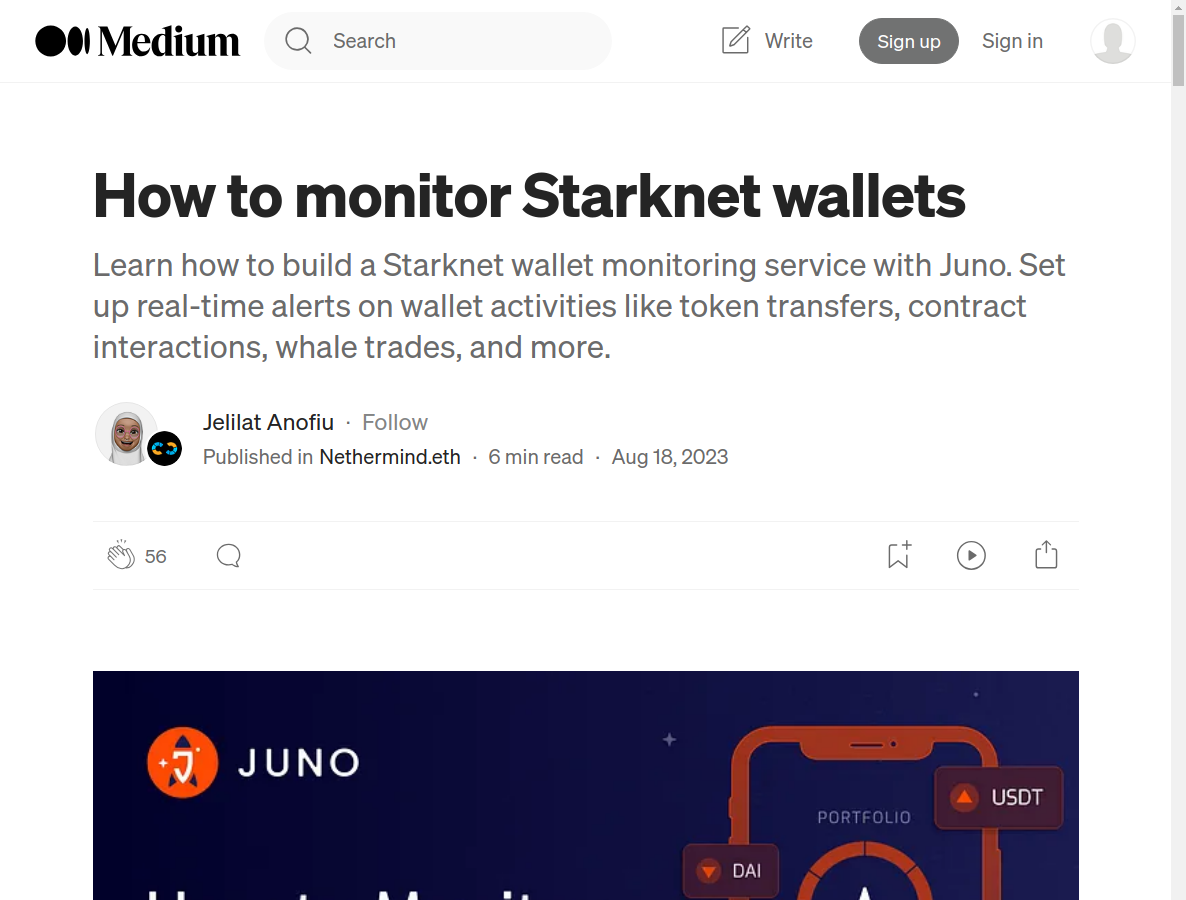 Medium
Search
Write
Sign up
Sign in
How to monitor Starknet wallets
Learn how to build a Starknet wallet monitoring service with Juno. Set
up real-time alerts on wallet activities like token transfers, contract
interactions, whale trades, and more.
Jelilat Anofiu · Follow
Published in Nethermind.eth · 6 min read · Aug 18, 2023
56
JUNO
USDT
PORTFOLIO
DAI